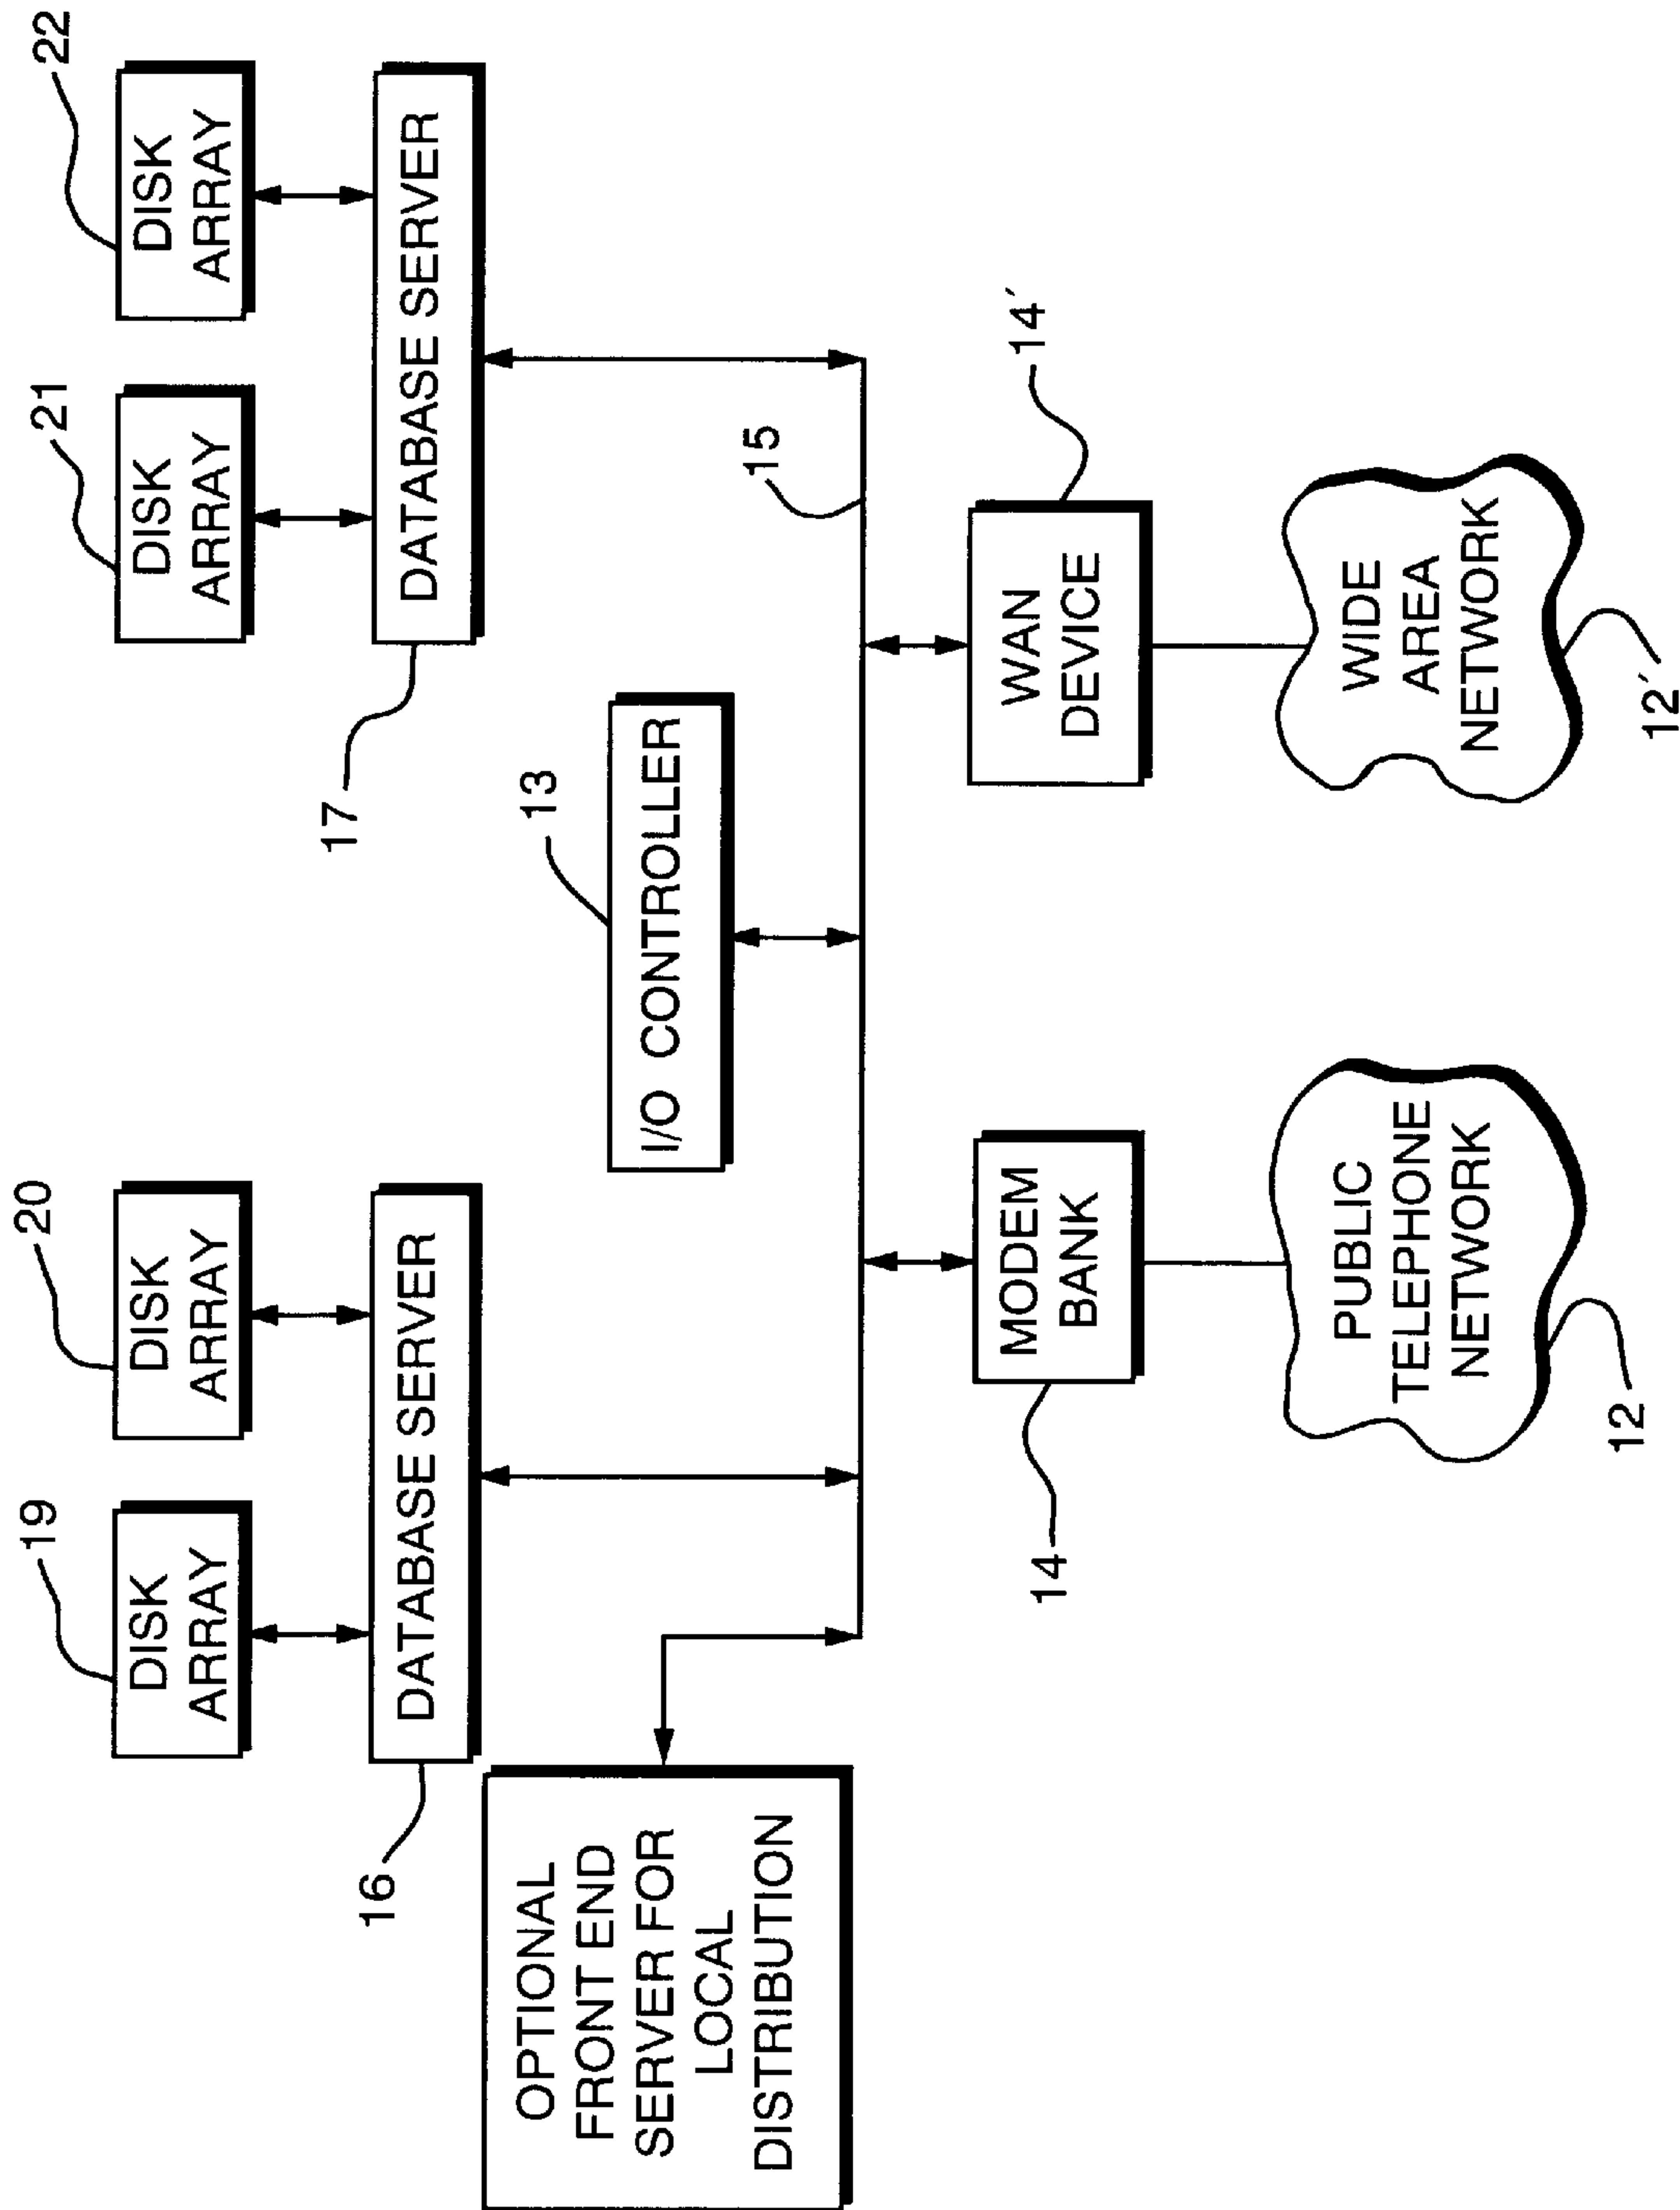 19
20
21
22
DISK
ARRAY
DISK
ARRAY
DISK
ARRAY
DISK
ARRAY
DATABASE SERVER
DATABASE SERVER
16
17
OPTIONAL
FRONT END
SERVER FOR
LOCAL
DISTRIBUTION
13
I/O CONTROLLER
15
14
MODEM
BANK
WAN
DEVICE
14′
PUBLIC
TELEPHONE
NETWORK
WIDE
AREA
NETWORK
12
12′